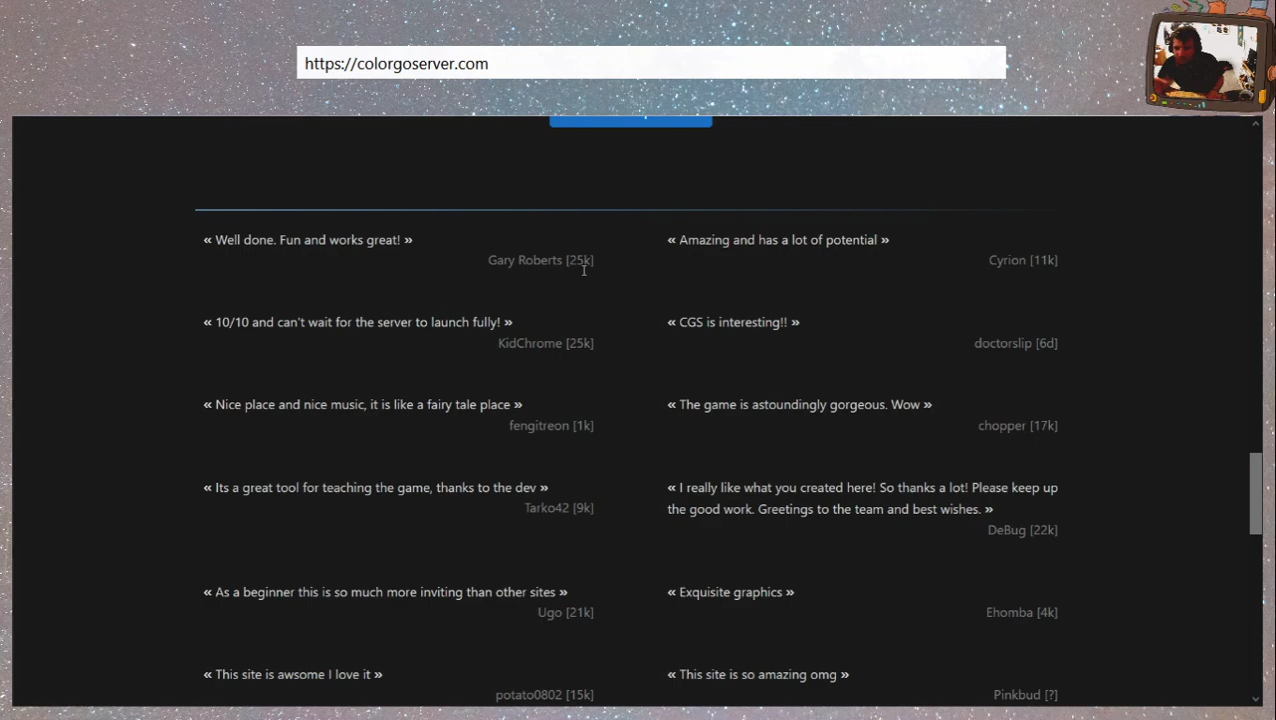 https://colorgoserver.com
« Well done. Fun and works great! »
Gary Roberts [25k]
« Amazing and has a lot of potential »
Cyrion [11k]
« 10/10 and can't wait for the server to launch fully! »
KidChrome [25k]
« CGS is interesting!! »
doctorslip [6d]
« Nice place and nice music, it is like a fairy tale place »
fengitreon [1k]
« The game is astoundingly gorgeous. Wow »
chopper [17k]
« Its a great tool for teaching the game, thanks to the dev »
Tarko42 [9k]
« I really like what you created here! So thanks a lot! Please keep up
the good work. Greetings to the team and best wishes. »
DeBug [22k]
« As a beginner this is so much more inviting than other sites »
Ugo [21k]
« Exquisite graphics »
Ehomba [4k]
« This site is awsome I love it »
potato0802 [15k]
« This site is so amazing omg »
Pinkbud [?]